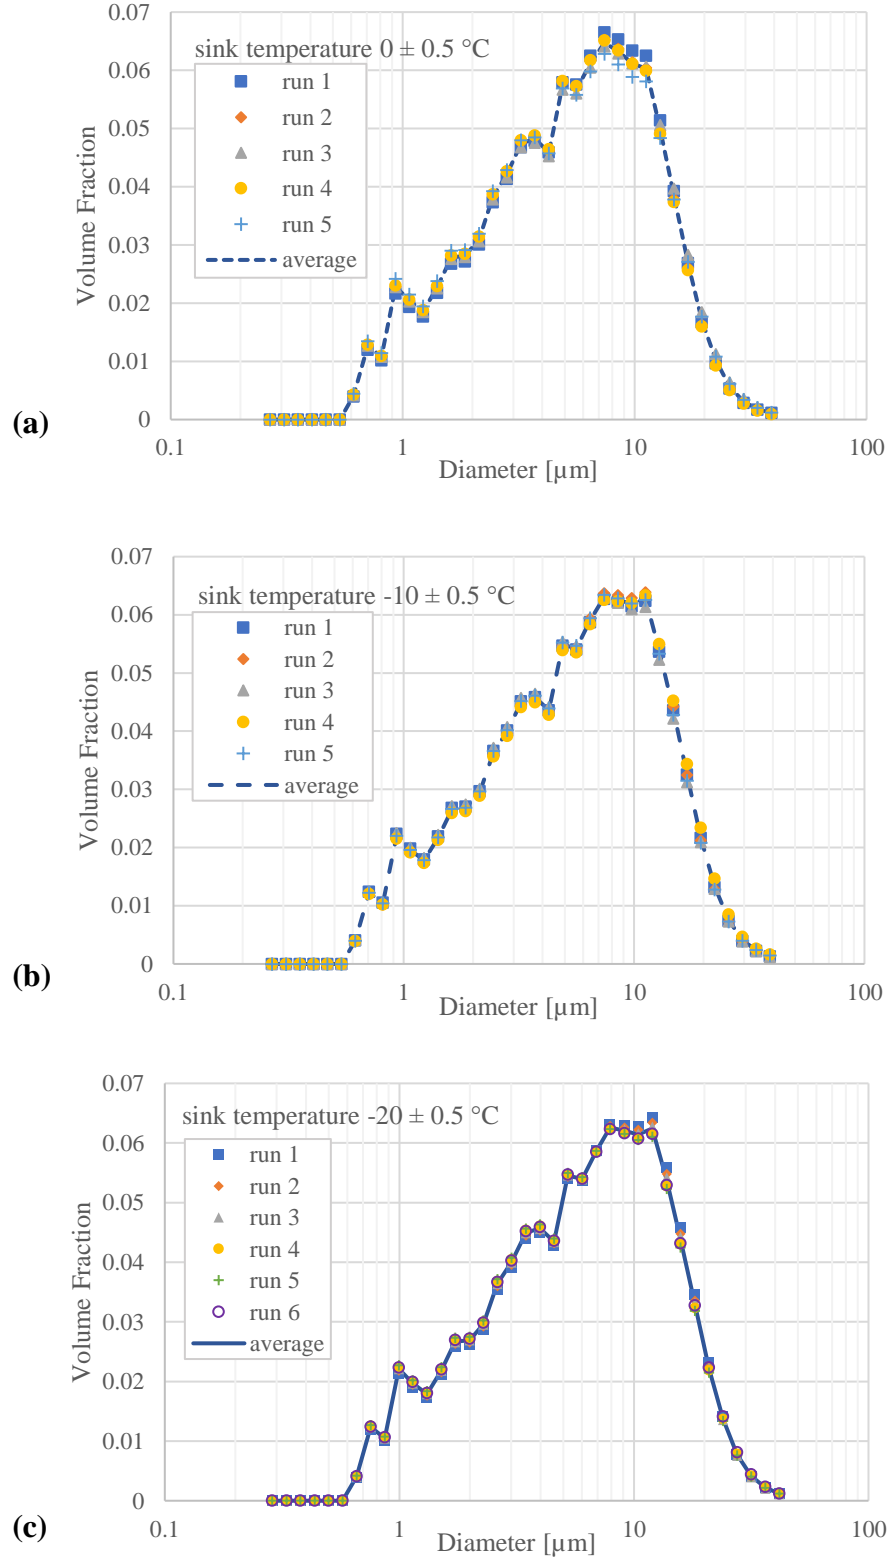 0.07
sink temperature 0 ± 0.5 °C
0.06
run 1
0.05
run 2
run 3
0.04
run 4
run 5
0.03
average
0.02
0.01
0
Volume Fraction
(a)
0.1
1
10
100
Diameter [µm]
0.07
sink temperature -10 ± 0.5 °C
0.06
run 1
run 2
0.05
run 3
run 4
0.04
run 5
average
0.03
0.02
0.01
0
Volume Fraction
(b)
0.1
1
10
100
Diameter [µm]
0.07
sink temperature -20 ± 0.5 °C
0.06
run 1
run 2
0.05
run 3
run 4
0.04
run 5
run 6
0.03
average
0.02
0.01
0
Volume Fraction
(c)
0.1
1
10
100
Diameter [µm]